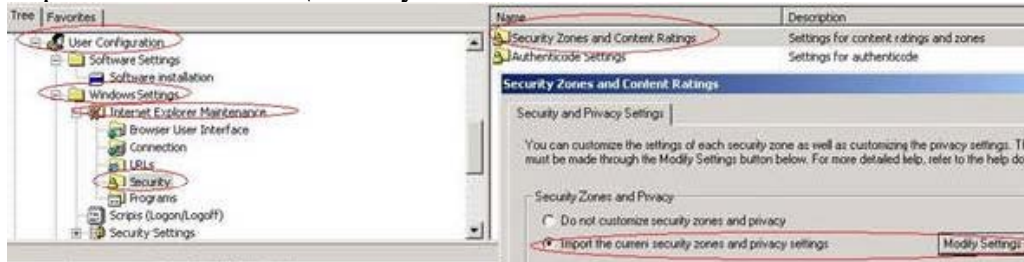 Tree
Favorites
User Configuration
Software Settings
Software installation
Windows Settings
Internet Explorer Maintenance
Browser User Interface
Connection
URLs
Security
Programs
Scripts (Logon/Logoff)
Security Settings
Name
Description
Security Zones and Content Ratings
Settings for content ratings and zones
Authenticode Settings
Settings for authenticode
Security Zones and Content Ratings
Security and Privacy Settings
You can customize the settings of each security zone as well as customizing the privacy settings.
must be made through the Modify Settings button below. For more detailed help, refer to the help
Security Zones and Privacy
Do not customize security zones and privacy
Import the current security zones and privacy settings
Modify Settings